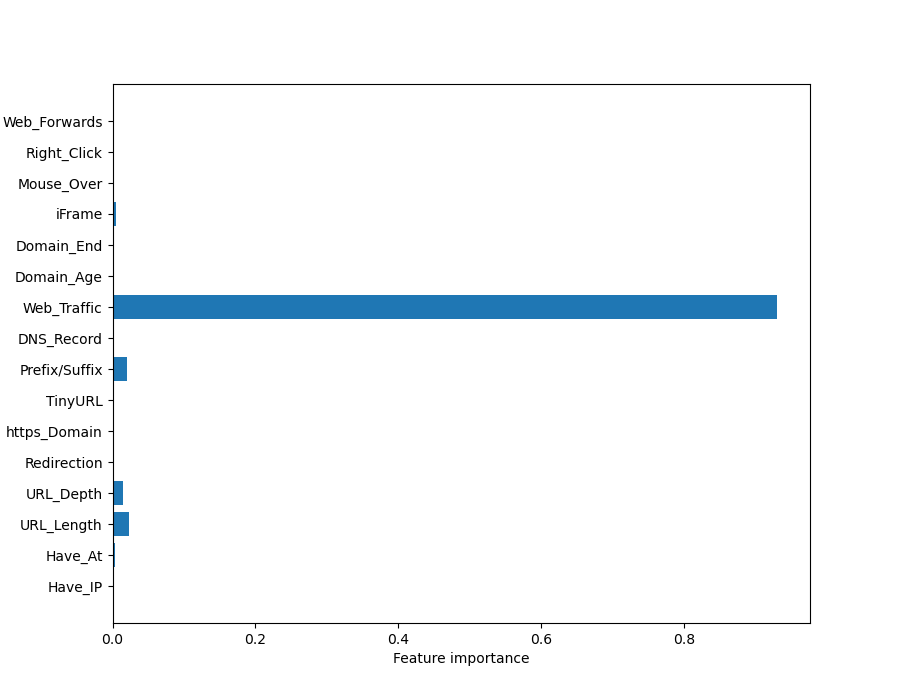 Web_Forwards
Right_Click
Mouse_Over
iFrame
Domain_End
Domain_Age
Web_Traffic
DNS_Record
Prefix/Suffix
TinyURL
https_Domain
Redirection
URL_Depth
URL_Length
Have_At
Have_IP
0.0 0.2 0.4 0.6 0.8
Feature importance